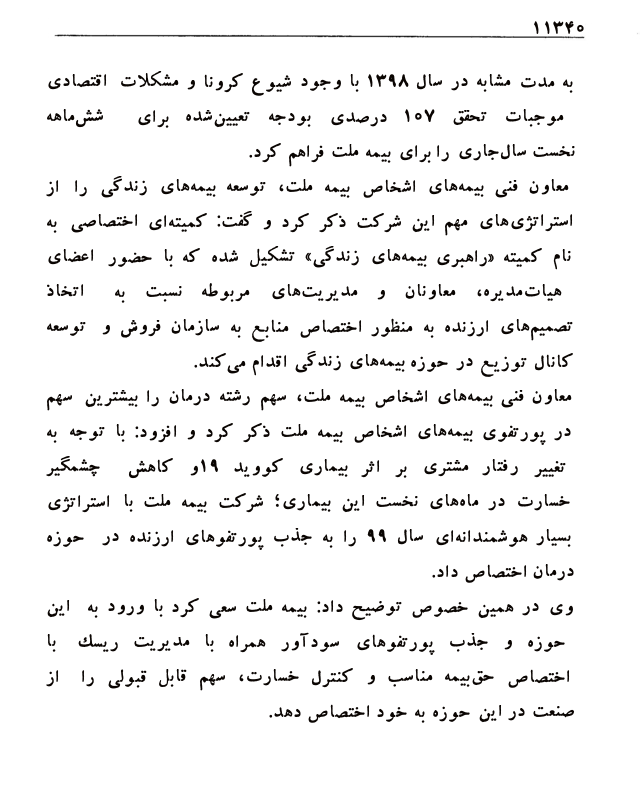 ۱۱۳۴۰
به مدت مشابه در سال ۱۳۹۸ با وجود شیوع کرونا و مشکلات اقتصادی
موجبات تحقق ۱۰۷ درصدی بودجه تعیین‌شده برای شش‌ماهه
نخست سال‌جاری را برای بیمه ملت فراهم کرد.
معاون فنی بیمه‌های اشخاص بیمه ملت، توسعه بیمه‌های زندگی را از
استراتژی‌های مهم این شرکت ذکر کرد و گفت: کمیته‌ای اختصاصی به
نام کمیته «راهبری بیمه‌های زندگی» تشکیل شده که با حضور اعضای
هیات‌مدیره، معاونان و مدیریت‌های مربوطه نسبت به اتخاذ
تصمیم‌های ارزنده به منظور اختصاص منابع به سازمان فروش و توسعه
کانال توزیع در حوزه بیمه‌های زندگی اقدام می‌کند.
معاون فنی بیمه‌های اشخاص بیمه ملت، سهم رشته درمان را بیشترین سهم
در پورتفوی بیمه‌های اشخاص بیمه ملت ذکر کرد و افزود: با توجه به
تغییر رفتار مشتری بر اثر بیماری کووید ۱۹و کاهش چشمگیر
خسارت در ماه‌های نخست این بیماری؛ شرکت بیمه ملت با استراتژی
بسیار هوشمندانه‌ای سال ۹۹ را به جذب پورتفوهای ارزنده در حوزه
درمان اختصاص داد.
وی در همین خصوص توضیح داد: بیمه ملت سعی کرد با ورود به این
حوزه و جذب پورتفوهای سودآور همراه با مدیریت ریسك با
اختصاص حق‌بیمه مناسب و کنترل خسارت، سهم قابل قبولی را از
صنعت در این حوزه به خود اختصاص دهد.